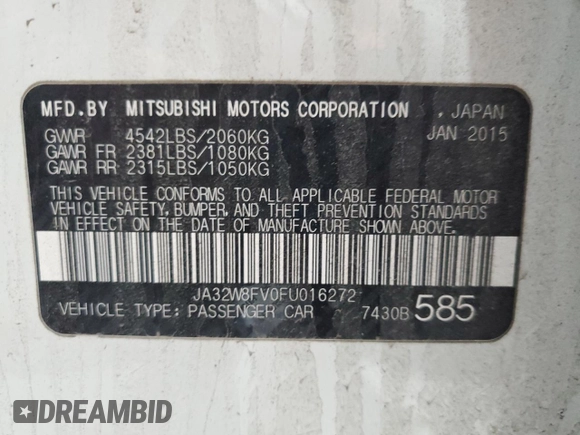 MFD.BY MITSUBISHI MOTORS CORPORATION , JAPAN
GVWR 4542LBS/2060KG JAN 2015
GAWR FR 2381LBS/1080KG
GAWR RR 2315LBS/1050KG
THIS VEHICLE CONFORMS TO ALL APPLICABLE FEDERAL MOTOR
VEHICLE SAFETY, BUMPER, AND THEFT PREVENTION STANDARDS
IN EFFECT ON THE DATE OF MANUFACTURE SHOWN ABOVE.
JA32W8FV0FU016272
VEHICLE TYPE: PASSENGER CAR 7430B 585
DREAMBID